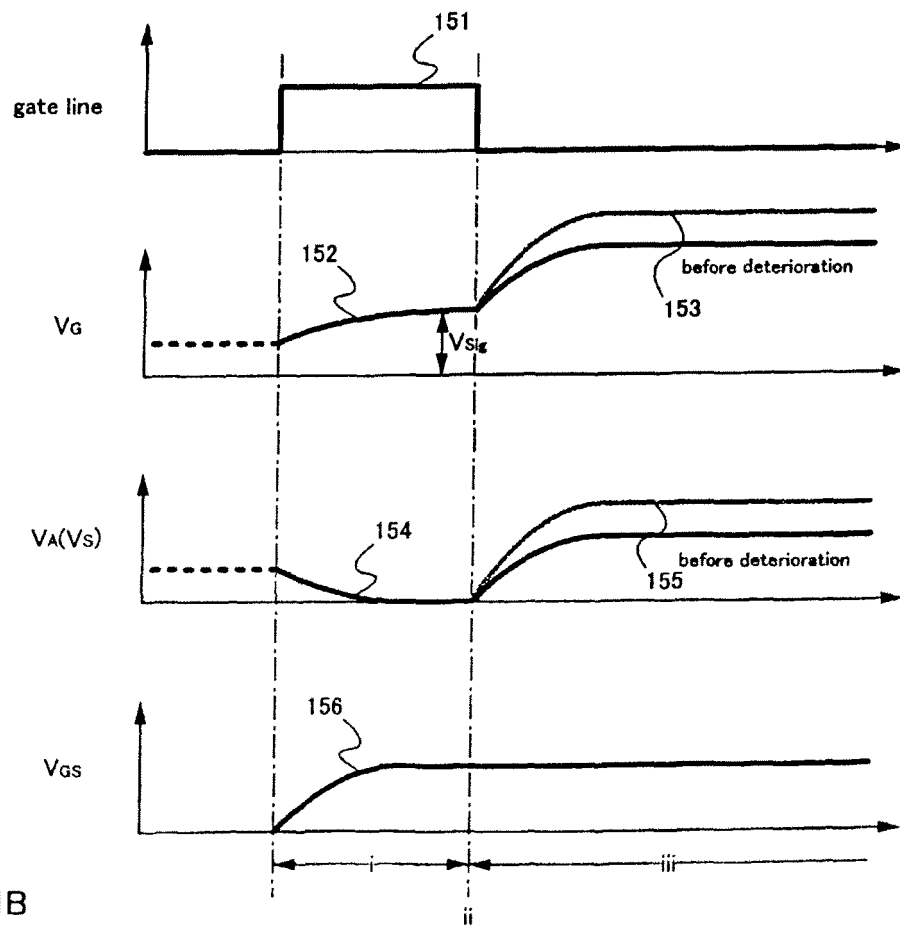 151
gate line
152
before deterioration
153
VG
VSig
154
VA(VS)
before deterioration
155
156
VGS
i
iii
ii
B